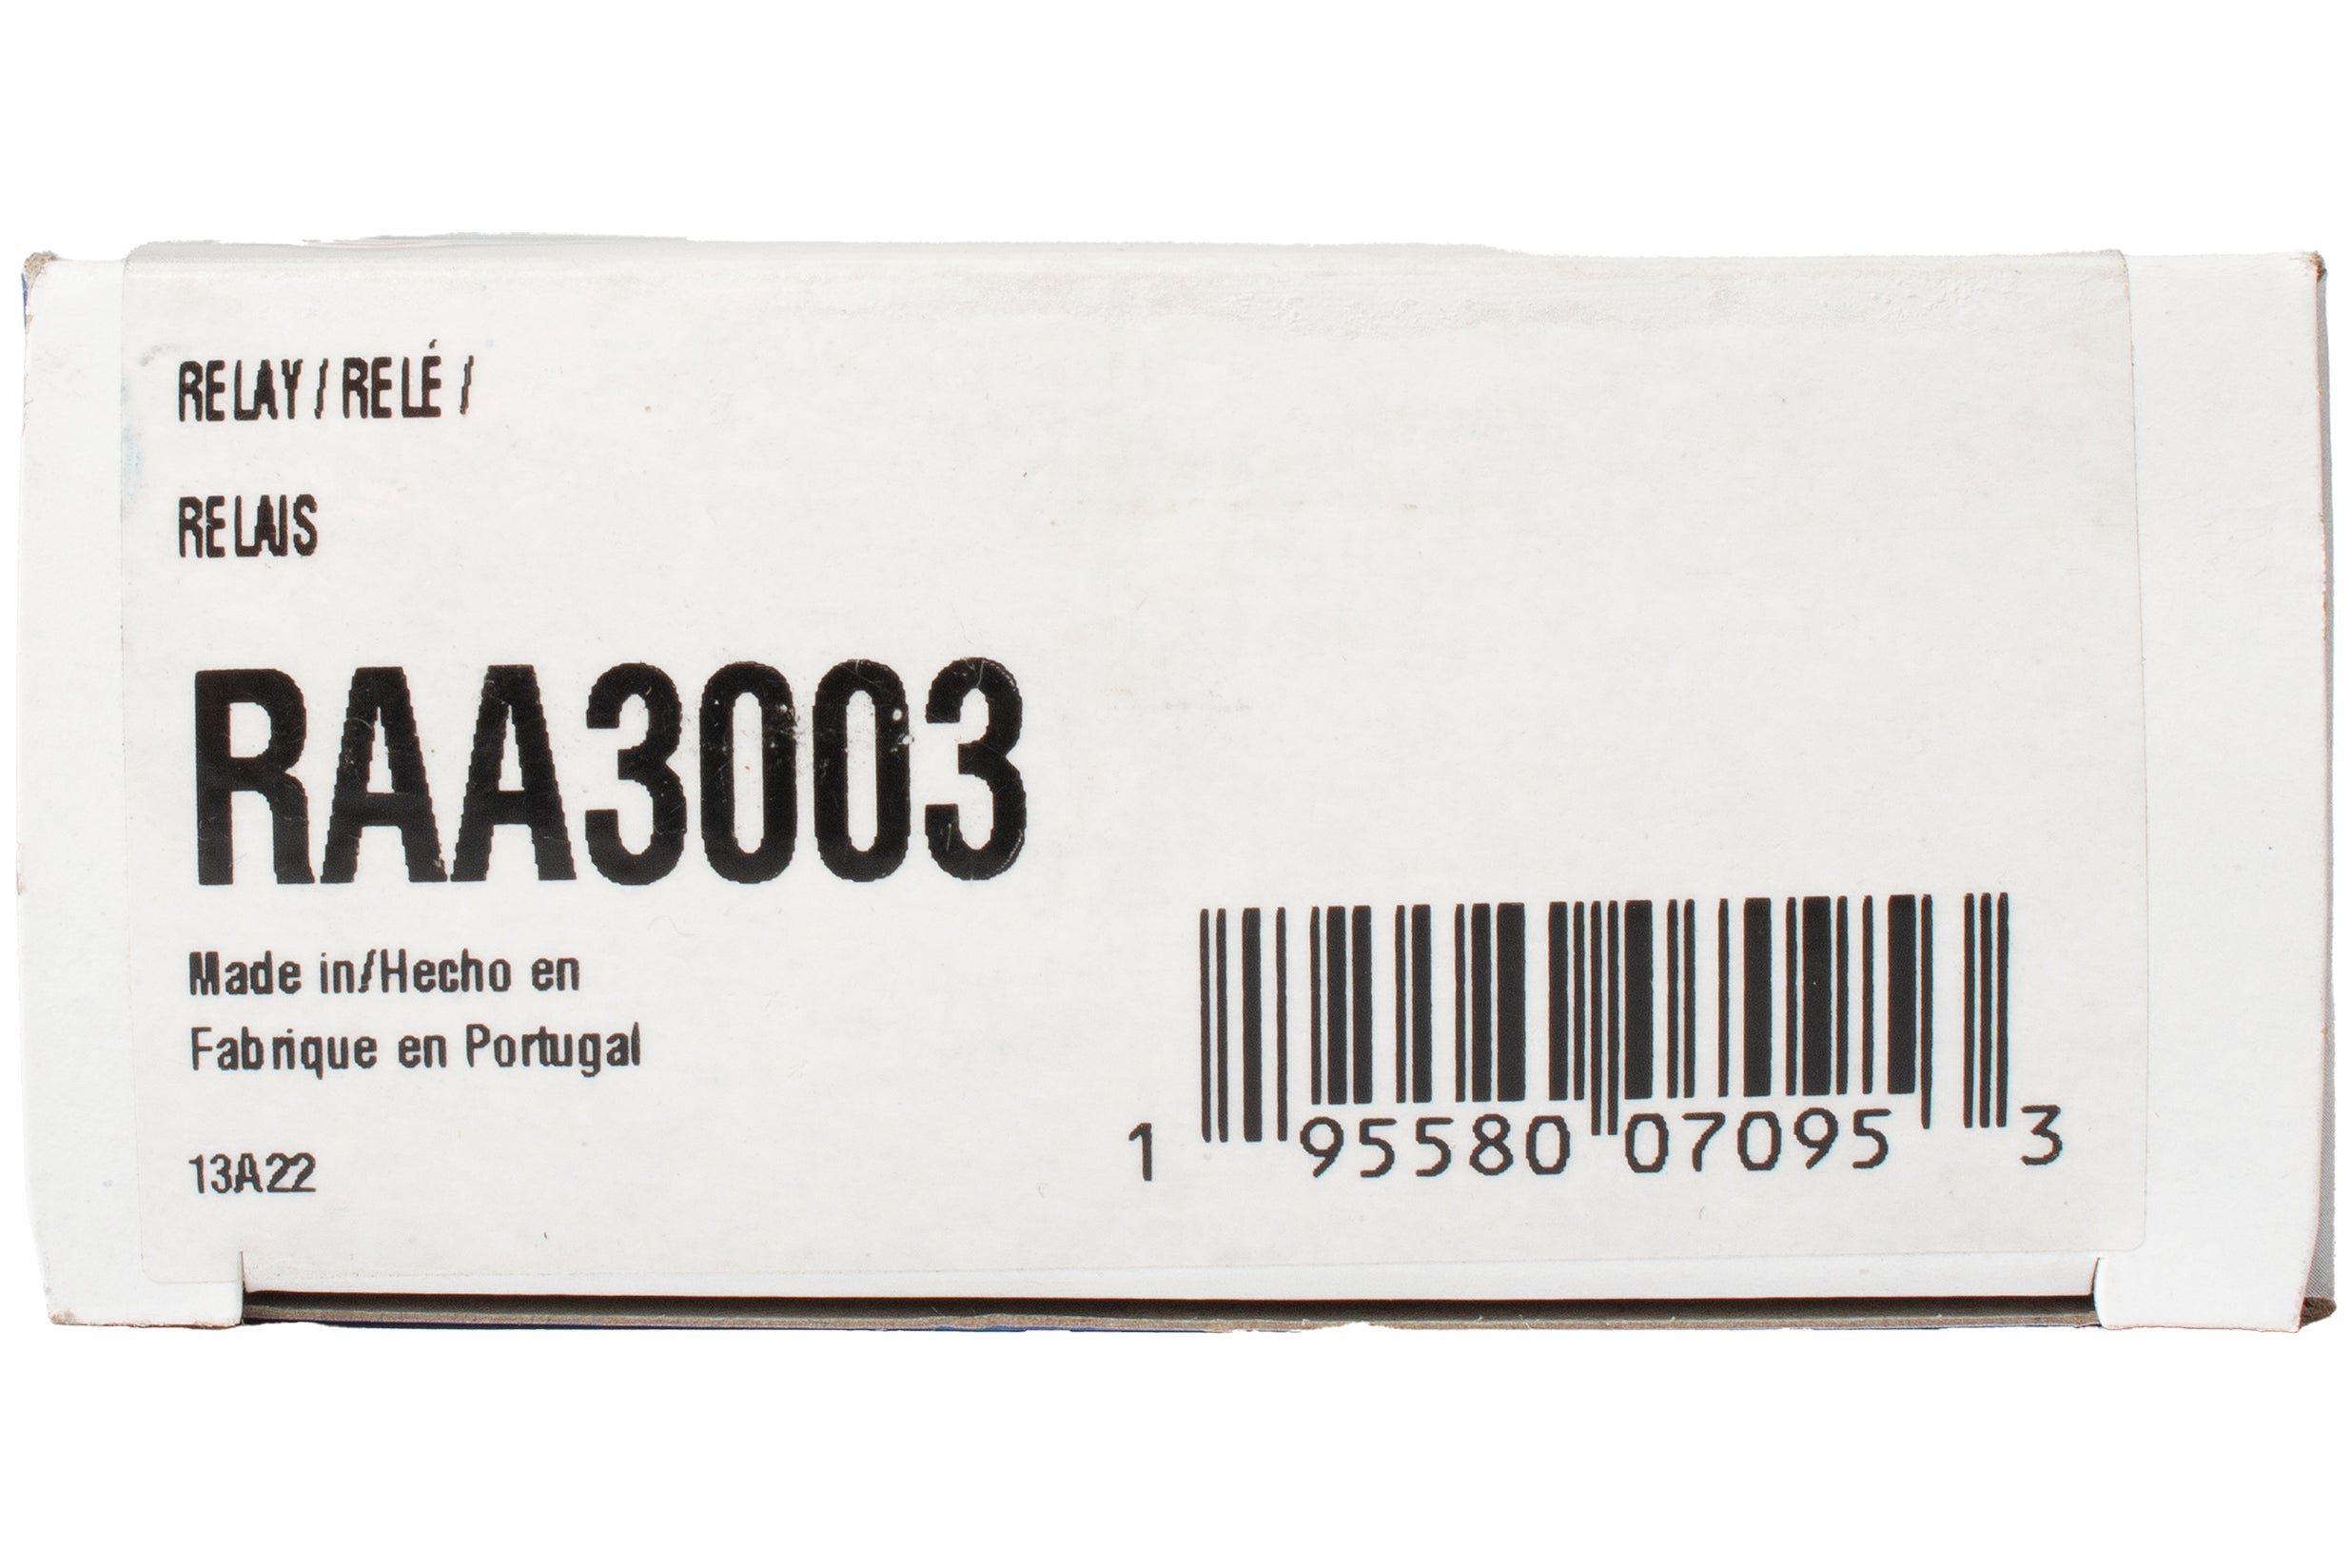 RELAY / RELÉ /
RELAIS
RAA3003
Made in/Hecho en
Fabrique en Portugal
13A22
1 95580 07095 3